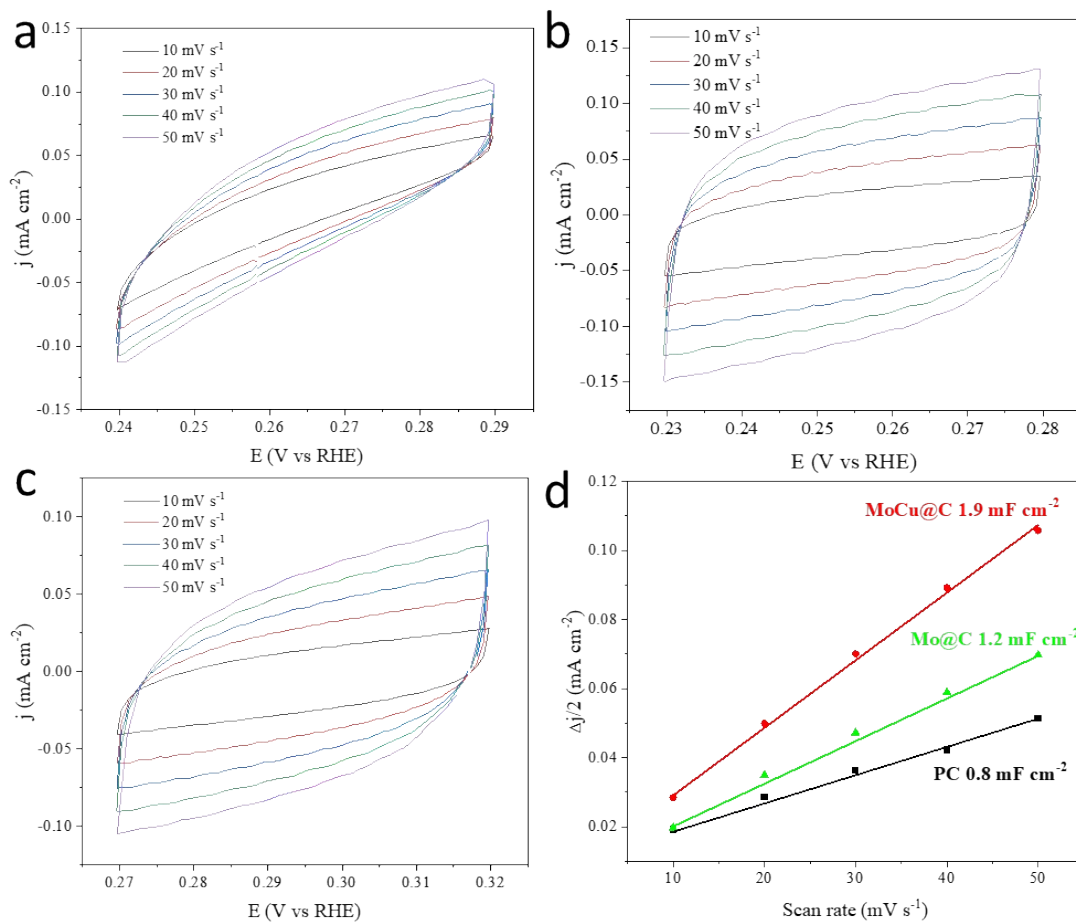 a
10 mV s⁻¹
20 mV s⁻¹
30 mV s⁻¹
40 mV s⁻¹
50 mV s⁻¹
0.15
0.10
0.05
0.00
-0.05
-0.10
-0.15
j (mA cm⁻²)
0.24 0.25 0.26 0.27 0.28 0.29
E (V vs RHE)
b
10 mV s⁻¹
20 mV s⁻¹
30 mV s⁻¹
40 mV s⁻¹
50 mV s⁻¹
0.15
0.10
0.05
0.00
-0.05
-0.10
-0.15
j (mA cm⁻²)
0.23 0.24 0.25 0.26 0.27 0.28
E (V vs RHE)
c
10 mV s⁻¹
20 mV s⁻¹
30 mV s⁻¹
40 mV s⁻¹
50 mV s⁻¹
0.10
0.05
0.00
-0.05
-0.10
j (mA cm⁻²)
0.27 0.28 0.29 0.30 0.31 0.32
E (V vs RHE)
d
MoCu@C 1.9 mF cm⁻²
Mo@C 1.2 mF cm⁻²
PC 0.8 mF cm⁻²
0.12
0.10
0.08
0.06
0.04
0.02
Δj/2 (mA cm⁻²)
10 20 30 40 50
Scan rate (mV s⁻¹)